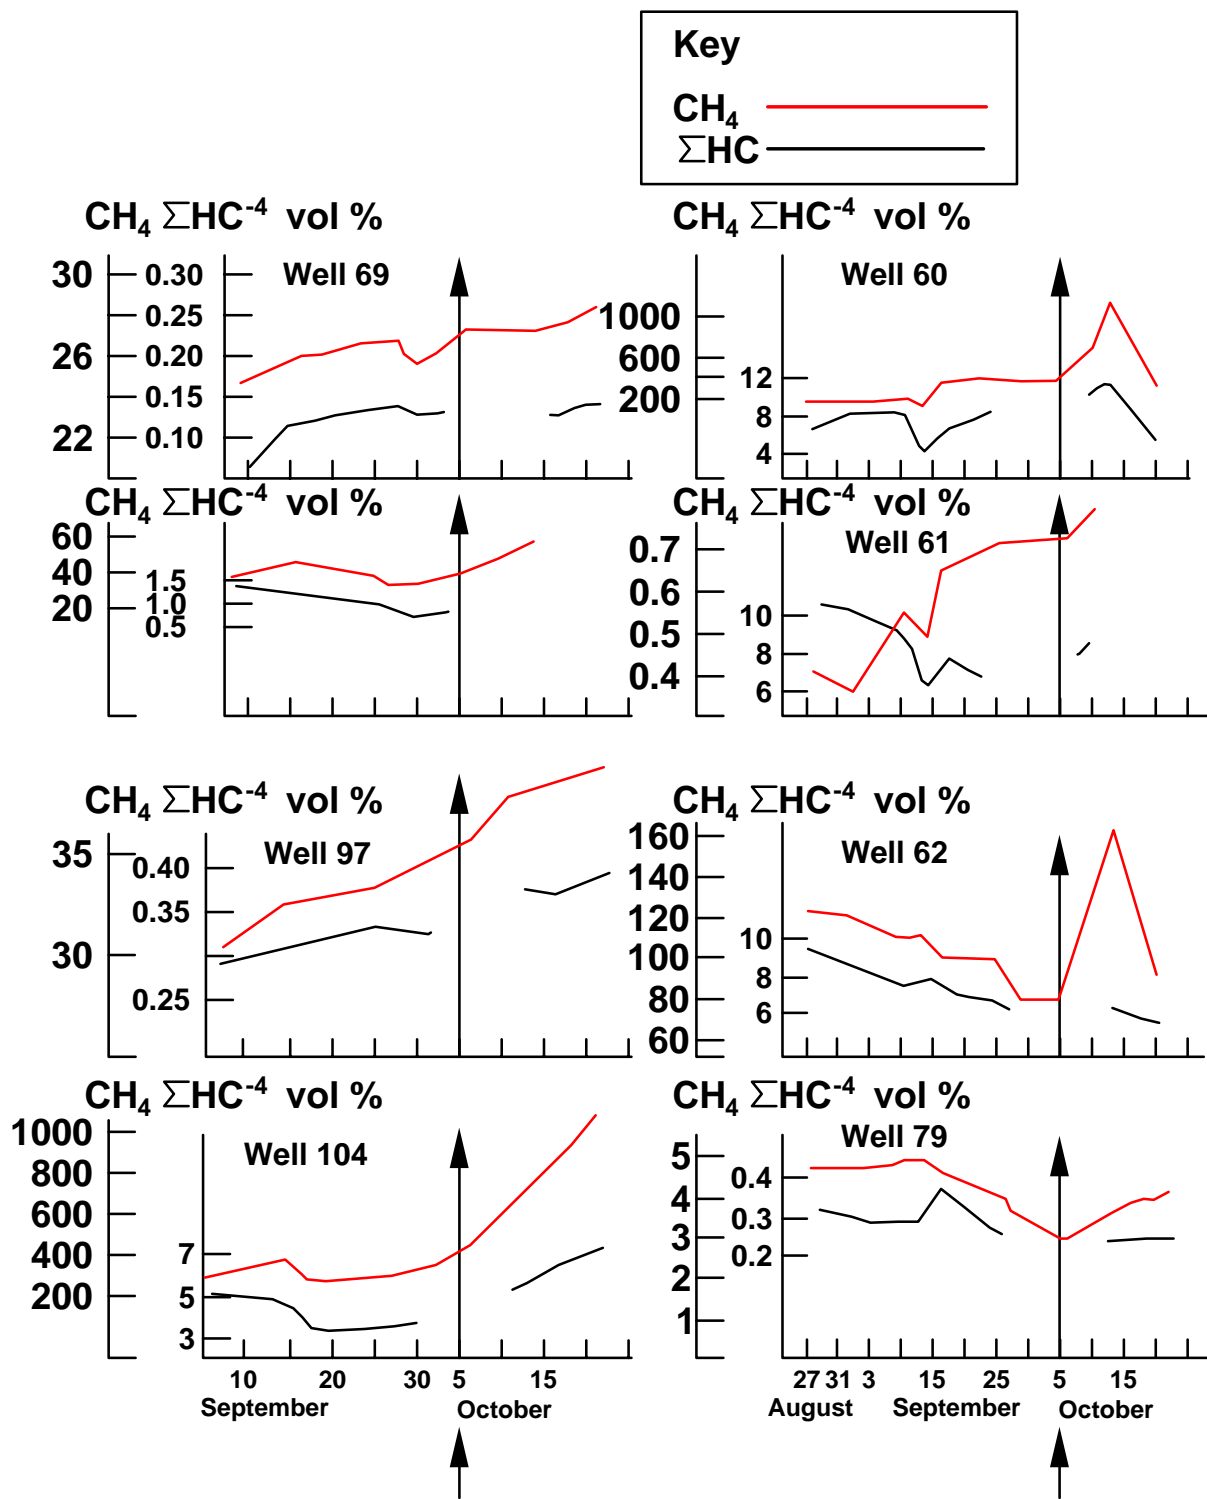 Key
CH₄
ΣHC
CH₄ ΣHC⁻⁴ vol %
30
26
22
0.30
0.25
0.20
0.15
0.10
Well 69
CH₄ ΣHC⁻⁴ vol %
1000
600
200
12
8
4
Well 60
CH₄ ΣHC⁻⁴ vol %
60
40
20
1.5
1.0
0.5
CH₄ ΣHC⁻⁴ vol %
0.7
0.6
0.5
0.4
10
8
6
Well 61
CH₄ ΣHC⁻⁴ vol %
35
30
0.40
0.35
0.25
Well 97
CH₄ ΣHC⁻⁴ vol %
160
140
120
100
80
60
10
8
6
Well 62
CH₄ ΣHC⁻⁴ vol %
1000
800
600
400
200
7
5
3
Well 104
10 20 30 5 15
September October
CH₄ ΣHC⁻⁴ vol %
5
4
3
2
1
0.4
0.3
0.2
Well 79
27 31 3 15 25 5 15
August September October